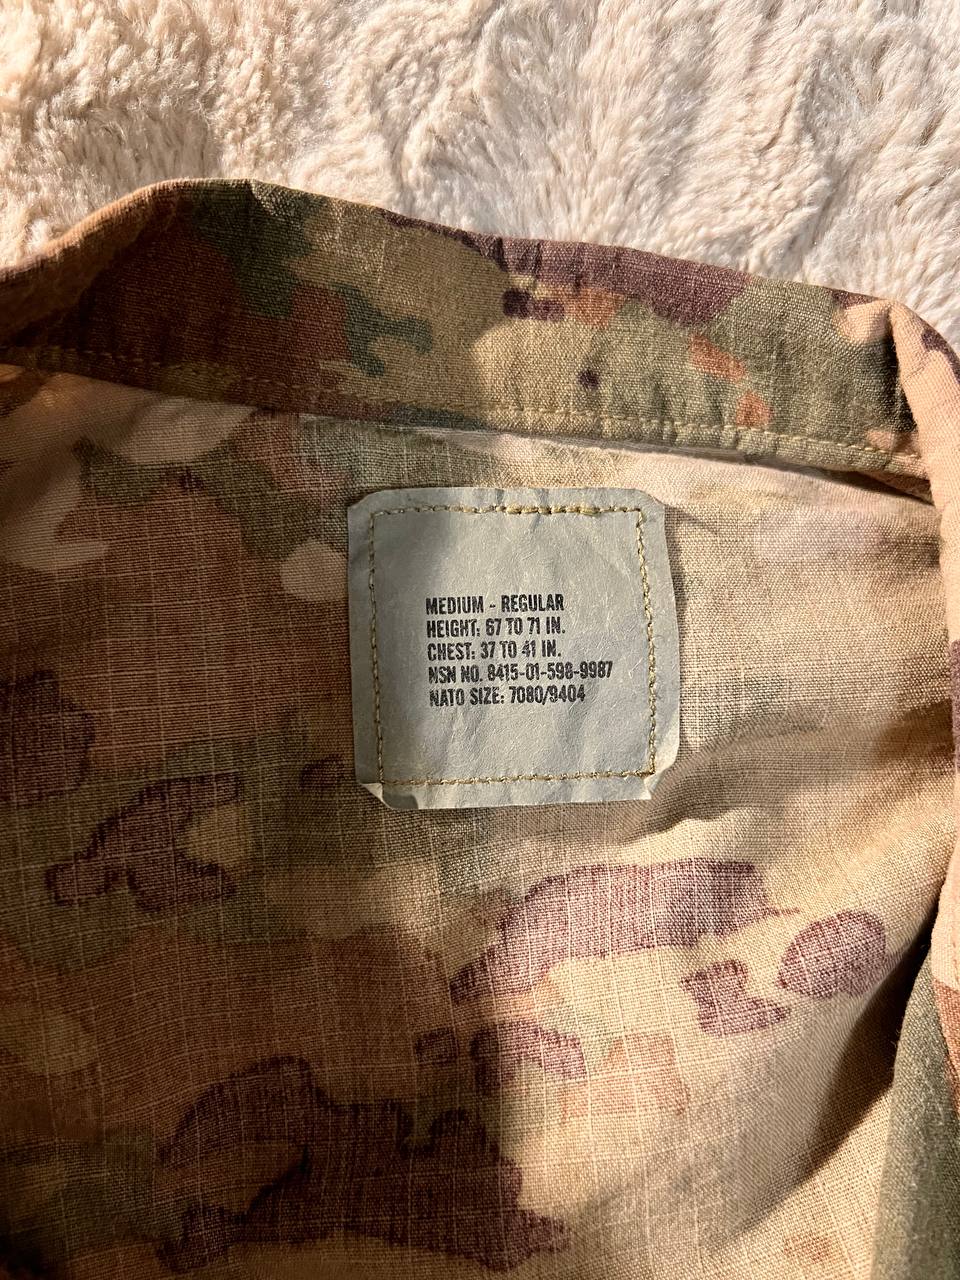 MEDIUM - REGULAR
HEIGHT: 67 TO 71 IN.
CHEST: 37 TO 41 IN.
NSN NO. 8415-01-598-9987
NATO SIZE: 7080/9404